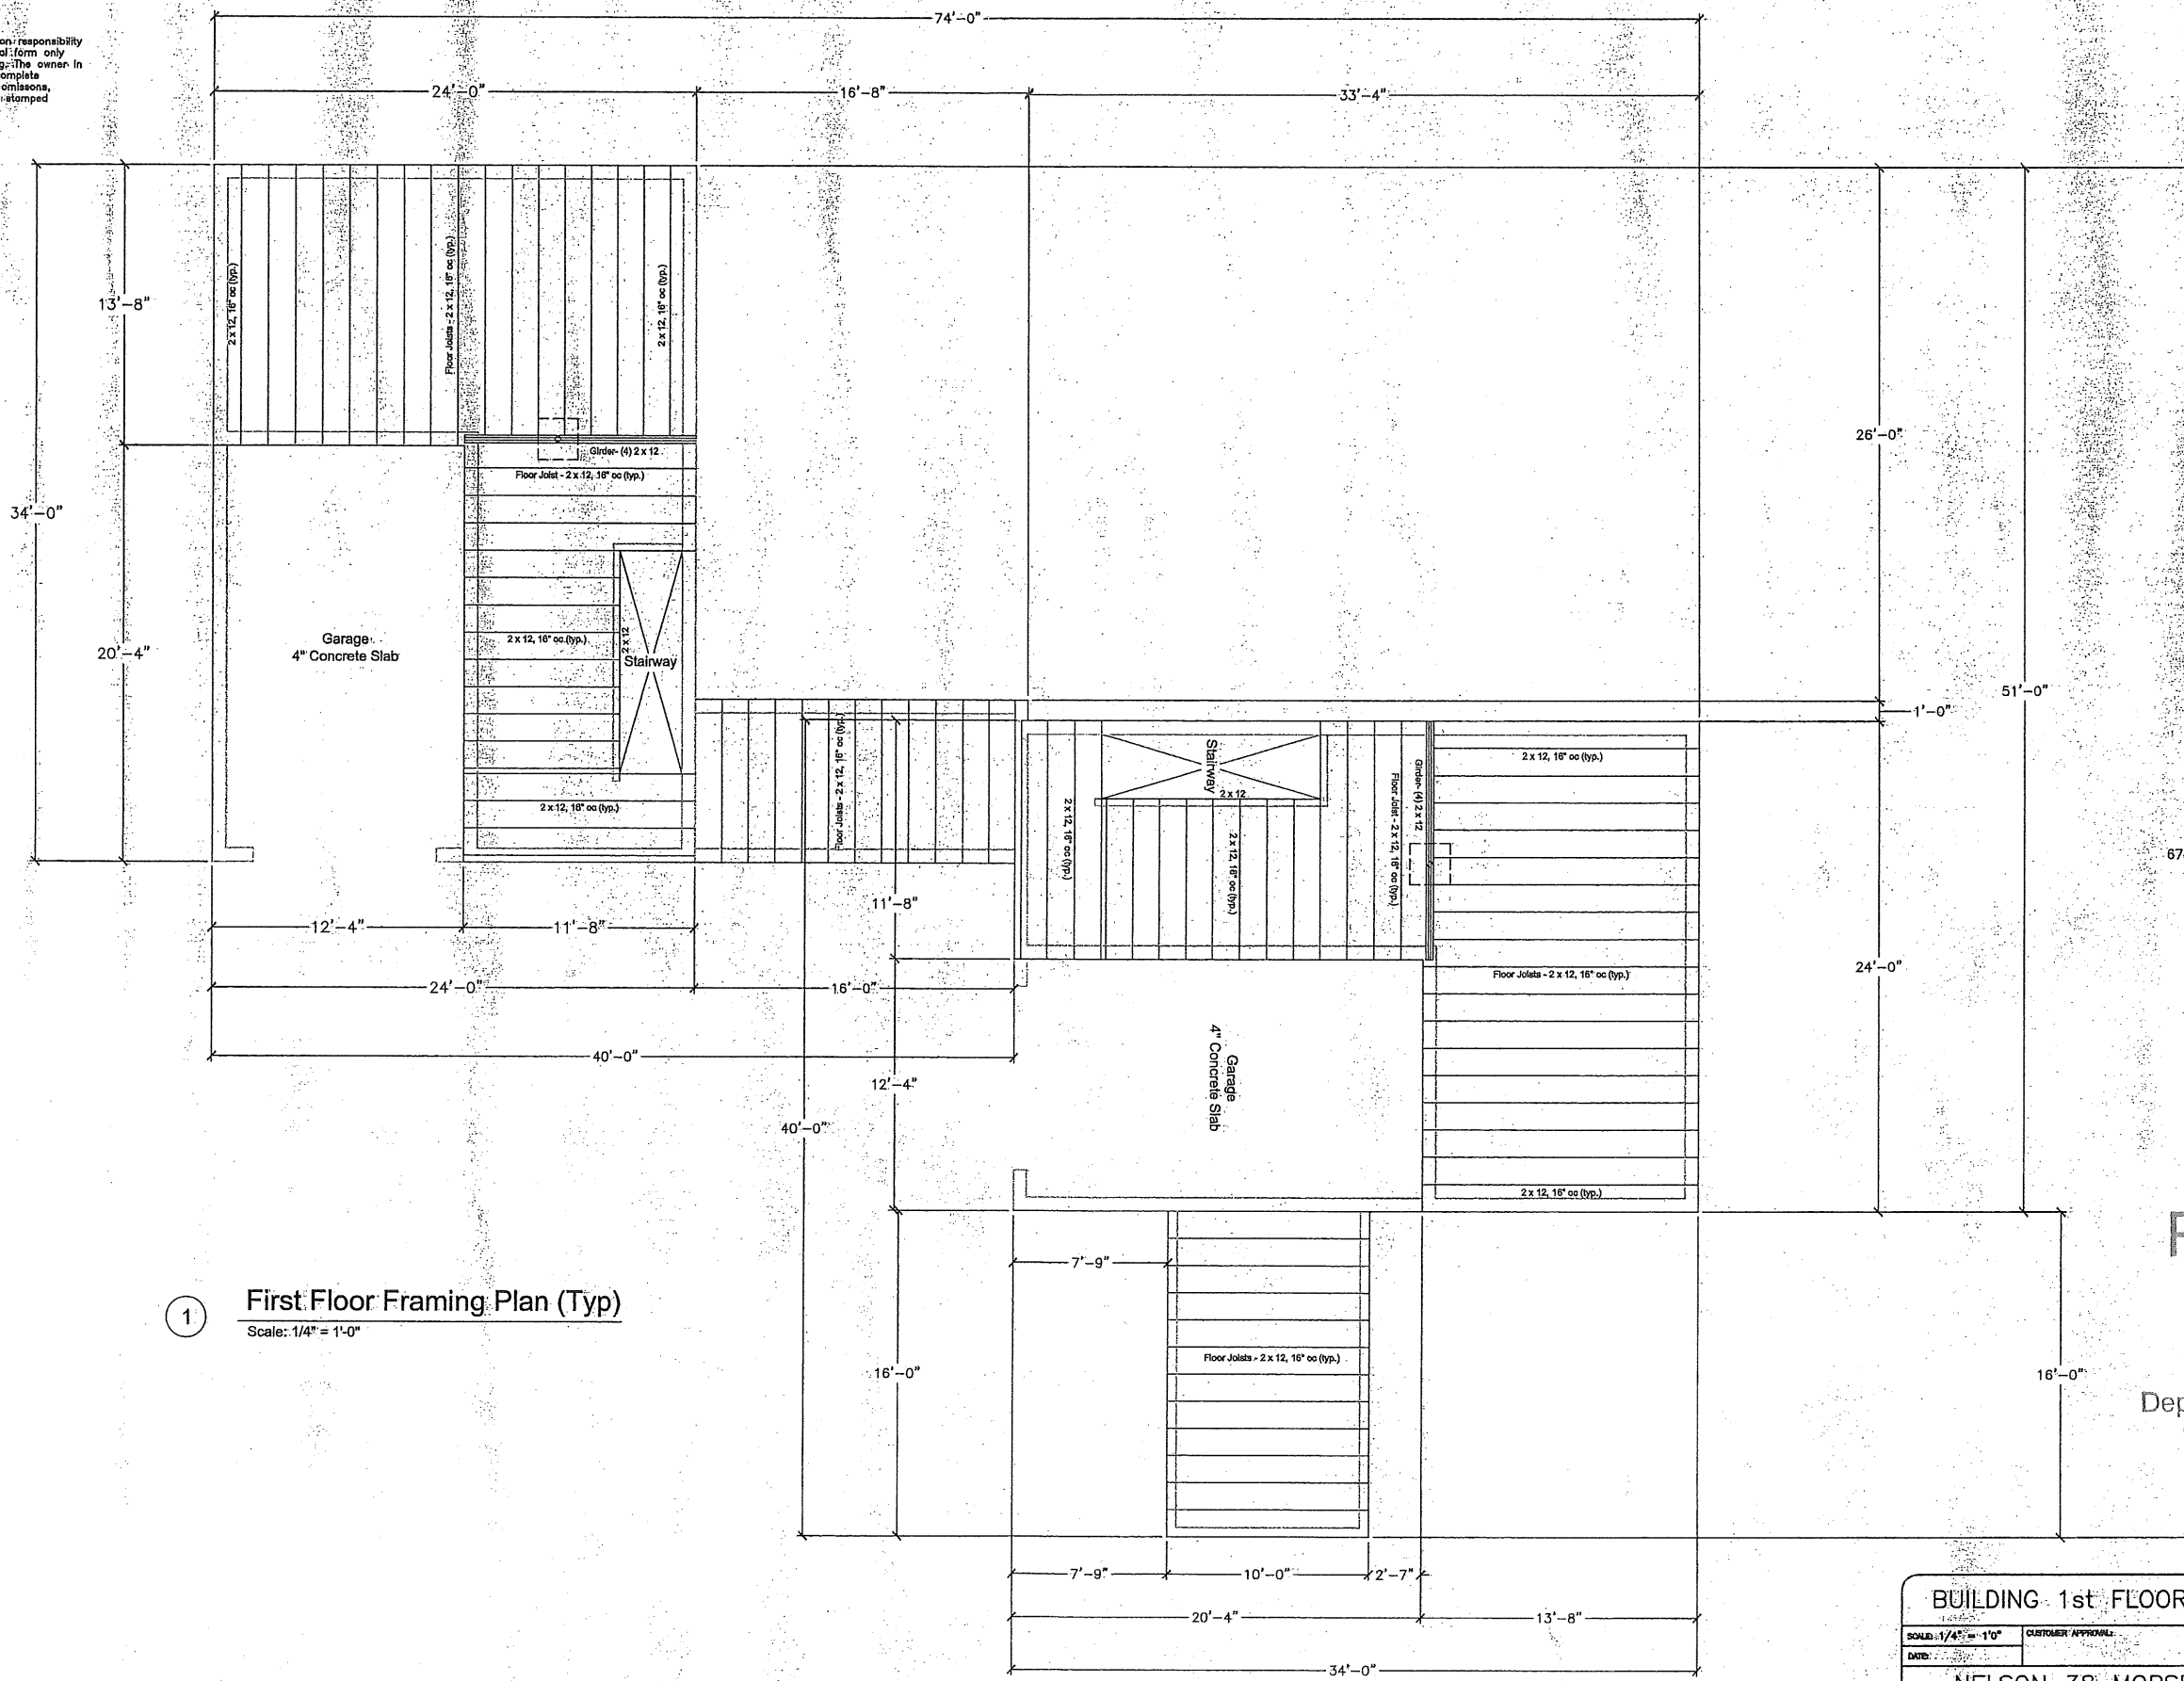 on responsibility
al form only
g. The owner in
omplete
omissons,
stamped
74'-0"
24'-0"
16'-8"
33'-4"
13'-8"
34'-0"
20'-4"
2 x 12, 16" oc (typ.)
Floor Joists - 2 x 12, 16" oc (typ.)
2 x 12, 16" oc (typ.)
Girder- (4) 2 x 12
Floor Joist - 2 x 12, 16" oc (typ.)
Garage
4" Concrete Slab
2 x 12, 16" oc (typ.)
2 x 12
Stairway
2 x 12, 16" oc (typ.)
Floor Joists - 2 x 12, 16" oc (typ.)
26'-0"
51'-0"
1'-0"
67
24'-0"
Stairway
2 x 12
2 x 12, 16" oc (typ.)
2 x 12, 16" oc (typ.)
Floor Joist - 2 x 12, 16" oc (typ.)
Girder- (4) 2 x 12
2 x 12, 16" oc (typ.)
Floor Joists - 2 x 12, 16" oc (typ.)
2 x 12, 16" oc (typ.)
11'-8"
12'-4"
11'-8"
24'-0"
16'-0"
40'-0"
12'-4"
40'-0"
Garage
4" Concrete Slab
7'-9"
Floor Joists - 2 x 12, 16" oc (typ.)
16'-0"
16'-0"
1
First Floor Framing Plan (Typ)
Scale: 1/4" = 1'-0"
7'-9"
10'-0"
2'-7"
20'-4"
13'-8"
34'-0"
Dep
BUILDING 1st FLOOR
SCALE: 1/4" = 1'0"
CUSTOMER APPROVAL:
DATE: